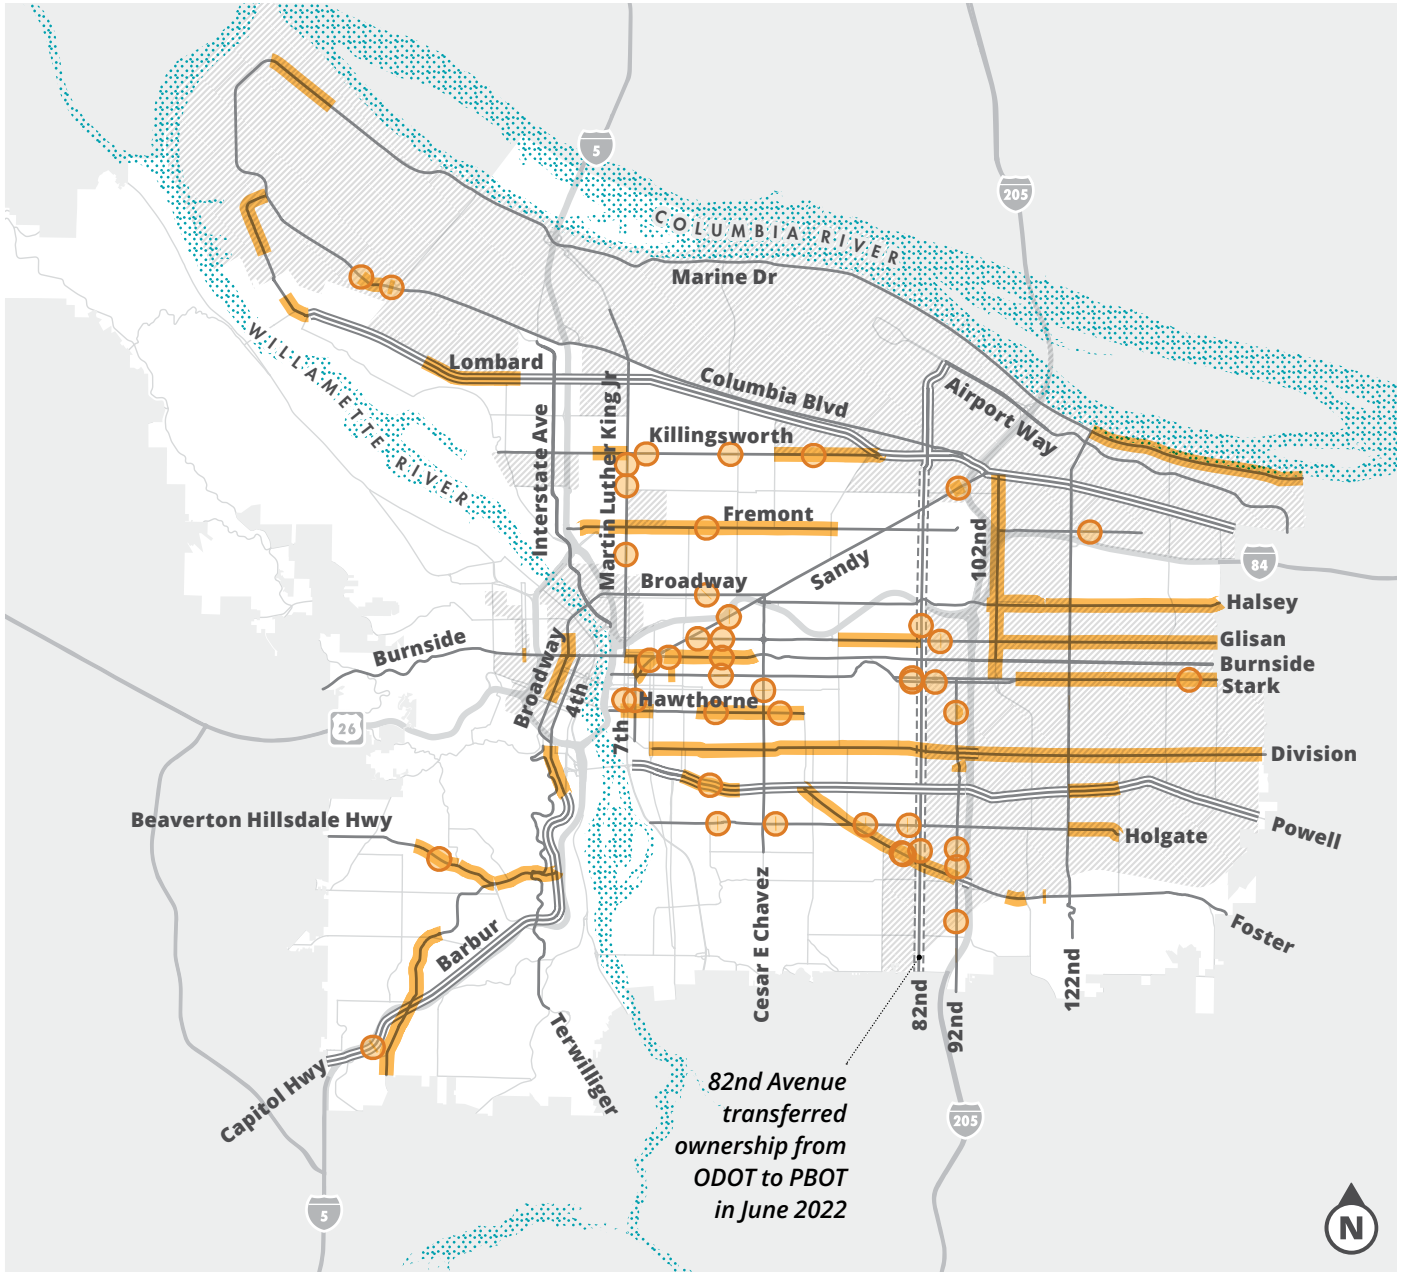 5
205
COLUMBIA RIVER
Marine Dr
WILLAMETTE RIVER
Lombard
Columbia Blvd
Airport Way
Interstate Ave
Martin Luther King Jr
Killingsworth
Fremont
102nd
Sandy
84
Broadway
Halsey
Glisan
Burnside
Burnside
Stark
Broadway
4th
Hawthorne
7th
26
Division
Beaverton Hillsdale Hwy
Powell
Holgate
Foster
Barbur
Cesar E Chavez
82nd
92nd
122nd
Terwilliger
Capitol Hwy
82nd Avenue
transferred
ownership from
ODOT to PBOT
in June 2022
205
5
N